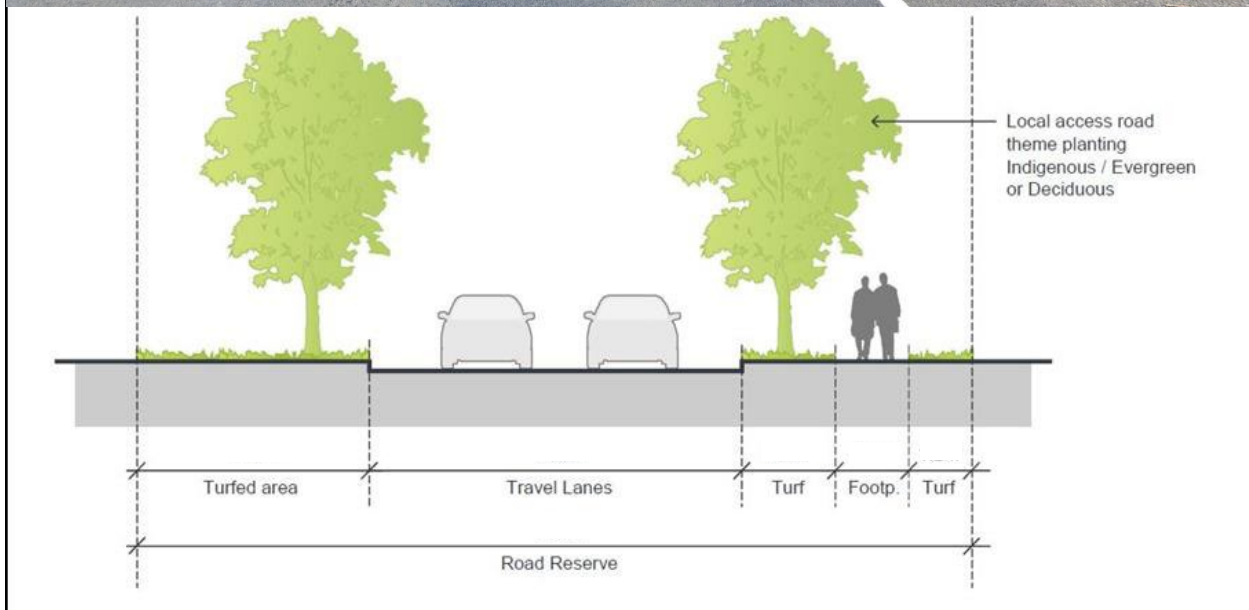 Local access road
theme planting
Indigenous / Evergreen
or Deciduous
Turfed area
Travel Lanes
Turf
Footp.
Turf
Road Reserve